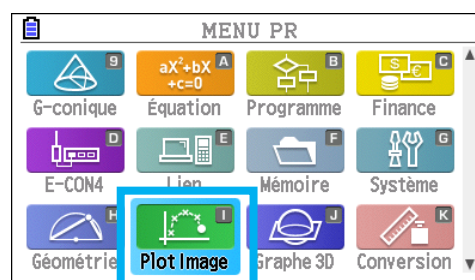 MENU PR
9 A B C
aX²+bX
+c=0
$ €
G-conique Équation Programme Finance
D E F G
E-CON4 Lien Mémoire Système
H I J K
Géométrie Plot Image Graphe 3D Conversion